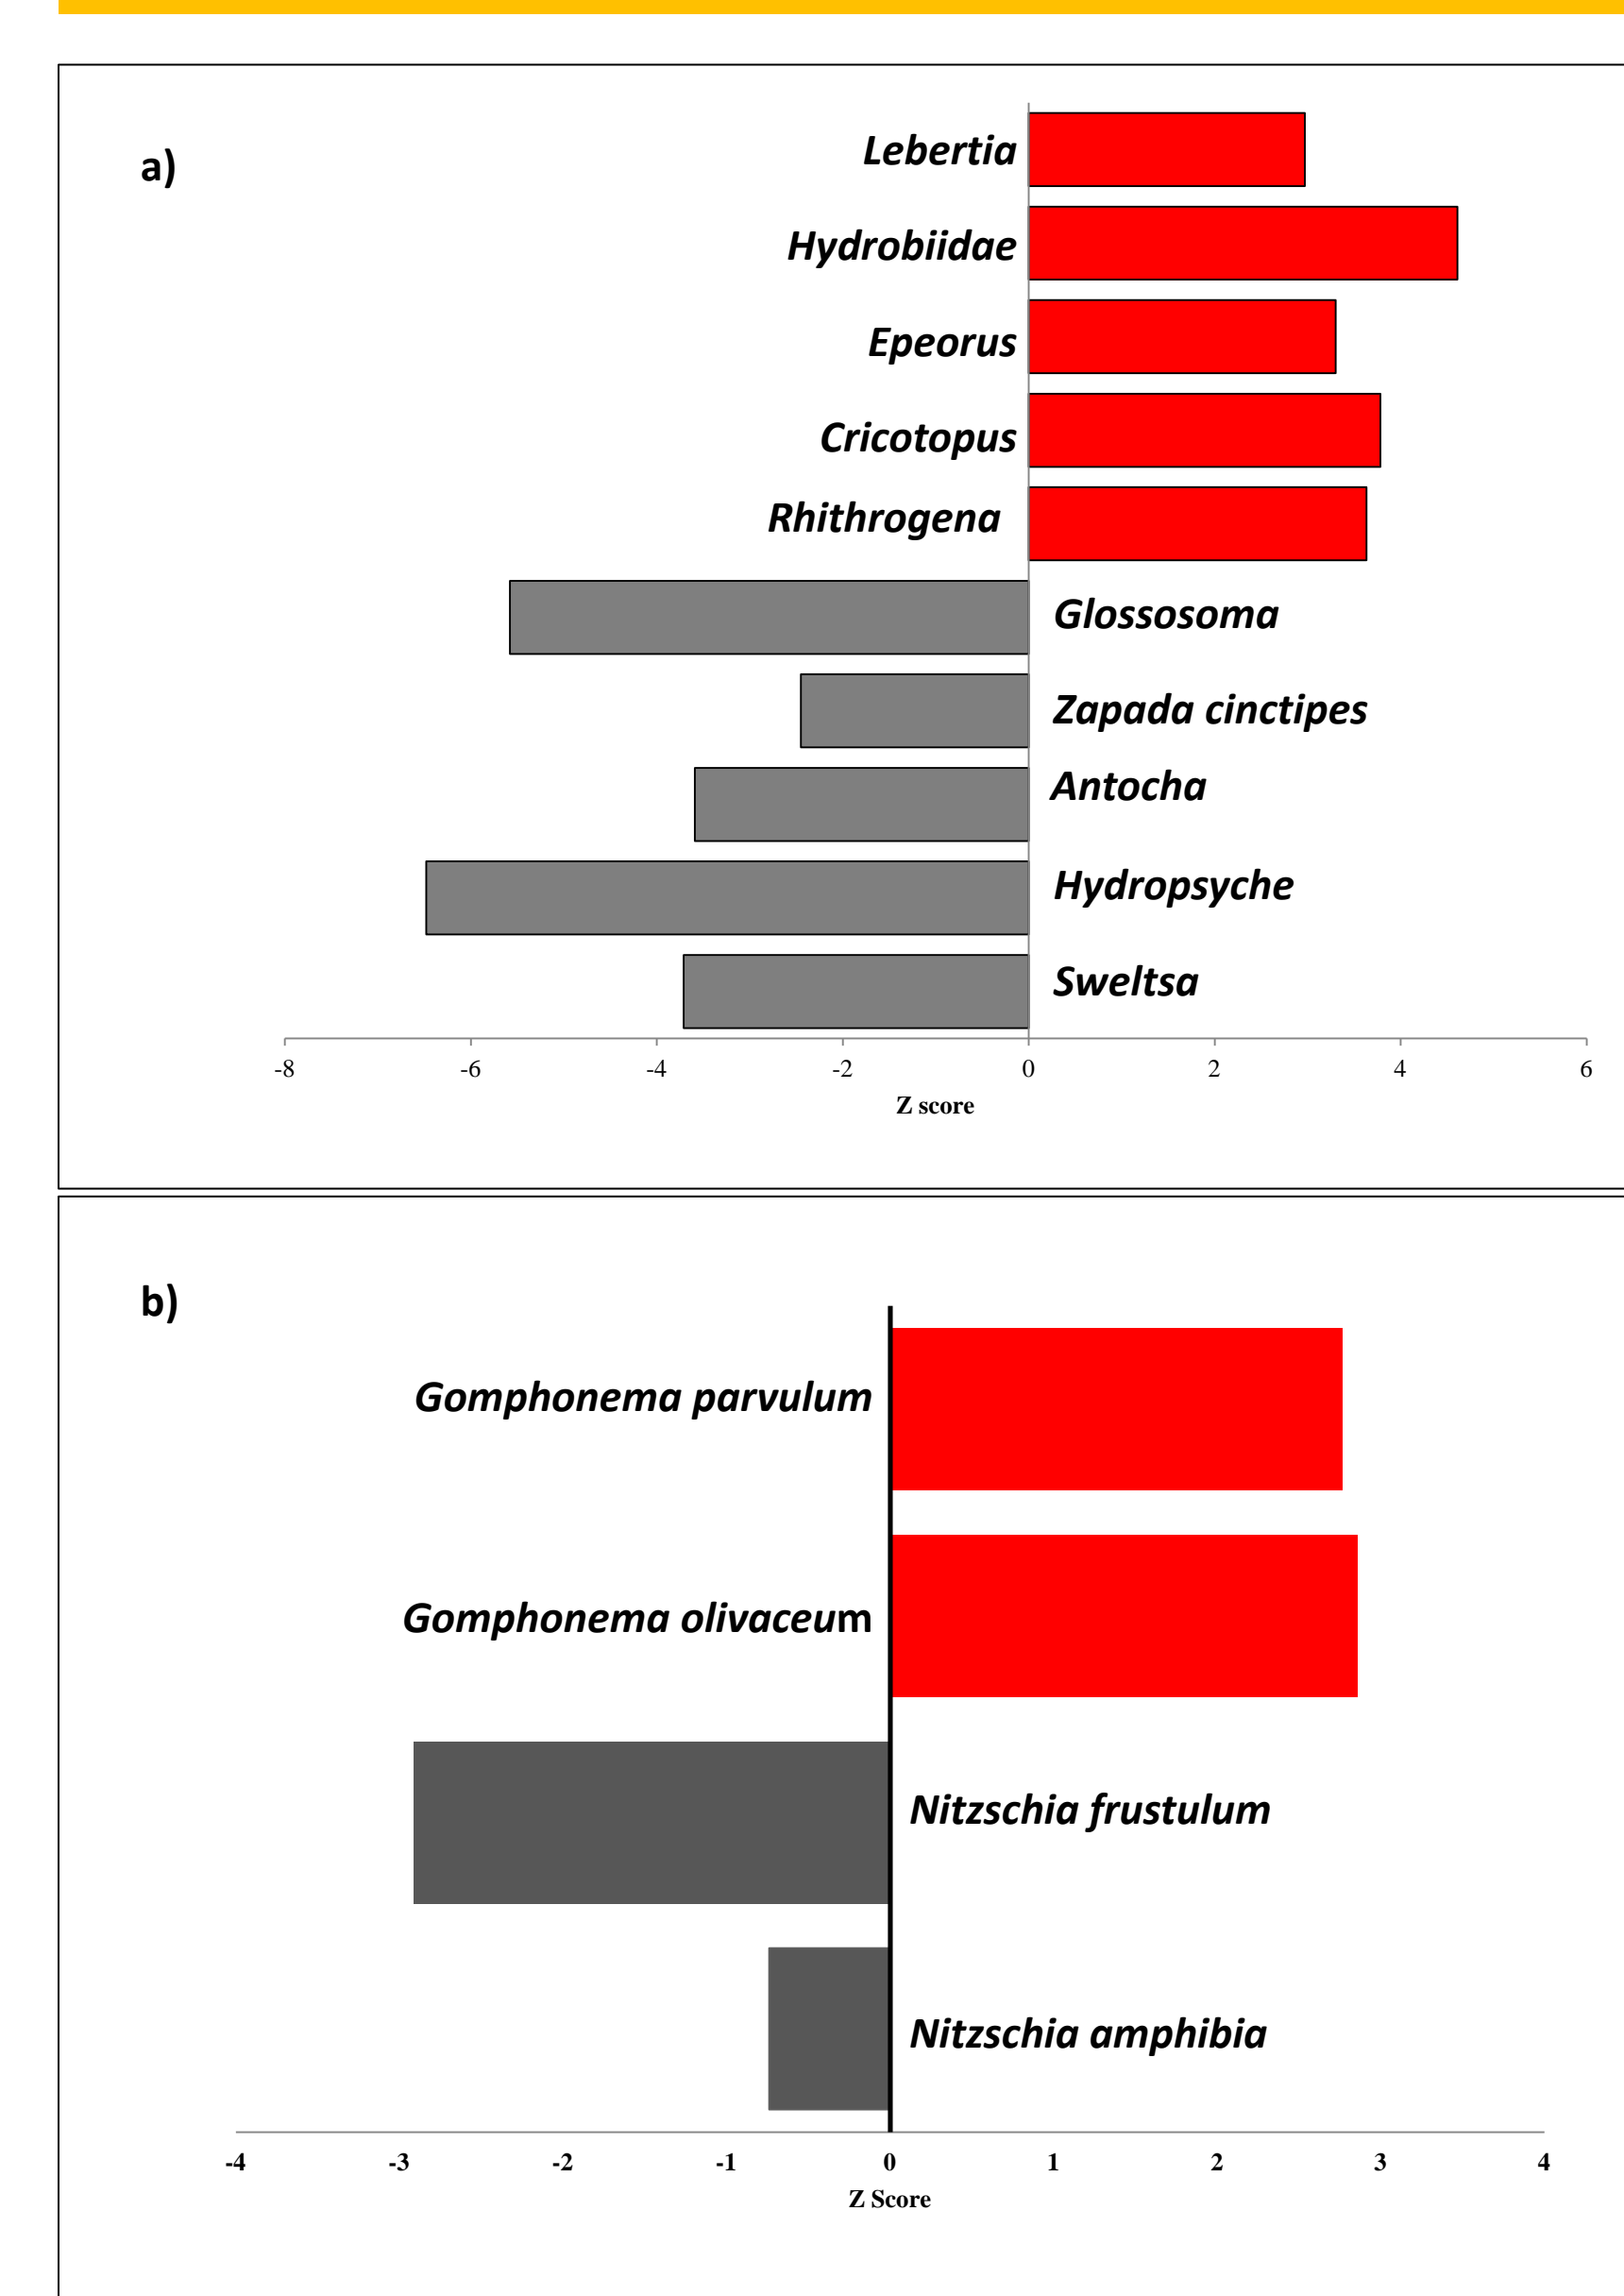 a)
Lebertia
Hydrobiidae
Epeorus
Cricotopus
Rhithrogena
Glossosoma
Zapada cinctipes
Antocha
Hydropsyche
Sweltsa
-8 -6 -4 -2 0 2 4 6
Z score
b)
Gomphonema parvulum
Gomphonema olivaceum
Nitzschia frustulum
Nitzschia amphibia
-4 -3 -2 -1 0 1 2 3 4
Z Score